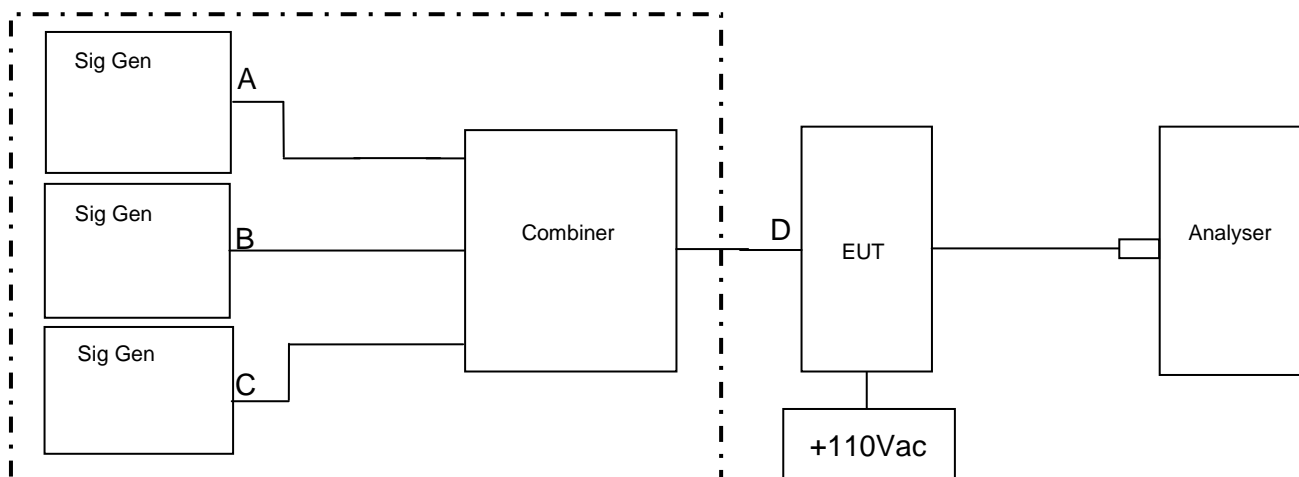 Sig Gen
A
Sig Gen
B
Sig Gen
C
Combiner
D
EUT
Analyser
+110Vac